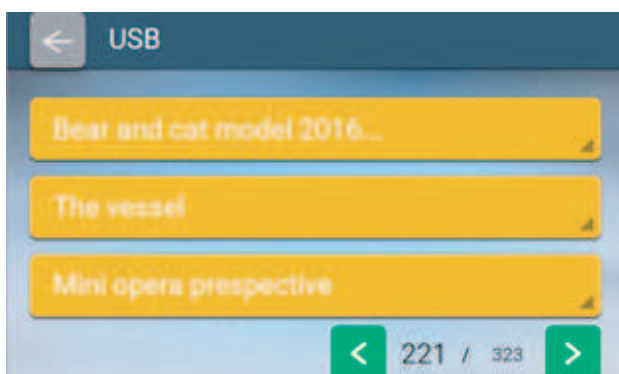 USB
Bear and cat model 2016...
The vessel
Mini opera prespective
221 / 323